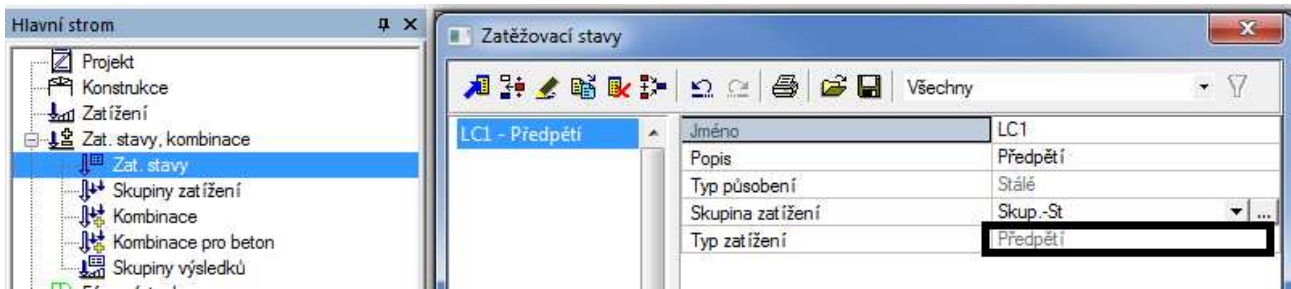 Hlavní strom
Projekt
Konstrukce
Zatížení
Zat. stavy, kombinace
Zat. stavy
Skupiny zatížení
Kombinace
Kombinace pro beton
Skupiny výsledků
Zatěžovací stavy
Všechny
LC1 - Předpětí
Jméno LC1
Popis Předpětí
Typ působení Stálé
Skupina zatížení Skup.-St ...
Typ zatížení Předpětí